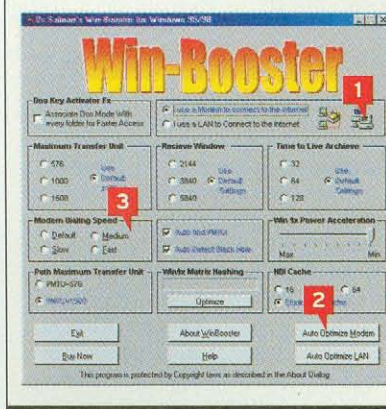 Dr Salman's Win-Booster for Windows 95/98
Win-Booster
Dos Key Activator Fx
Associate Dos Mode With
every folder for Faster Access
I use a Modem to connect to the internet
I use a LAN to Connect to the internet
1
Maximum Transfer Unit
576
1000
1500
Use
Default
Recieve Window
2144
5840
Use
Default
Settings
Time to Live Archieve
32
64
128
Use
Default
Settings
3
Modem Dialing Speed
Default
Medium
Slow
Fast
Auto find PMTU
Auto Detect Black Hole
Win 9x Power Acceleration
Max
Min
Path Maximum Transfer Unit
PMTU=576
PMTU=1500
Win9x Matrix Hashing
Optimize
NDI Cache
16
64
2
Exit
About WinBooster
Auto Optimize Modem
Buy Now
Help
Auto Optimize LAN
This program is protected by Copyright laws as described in the About Dialog